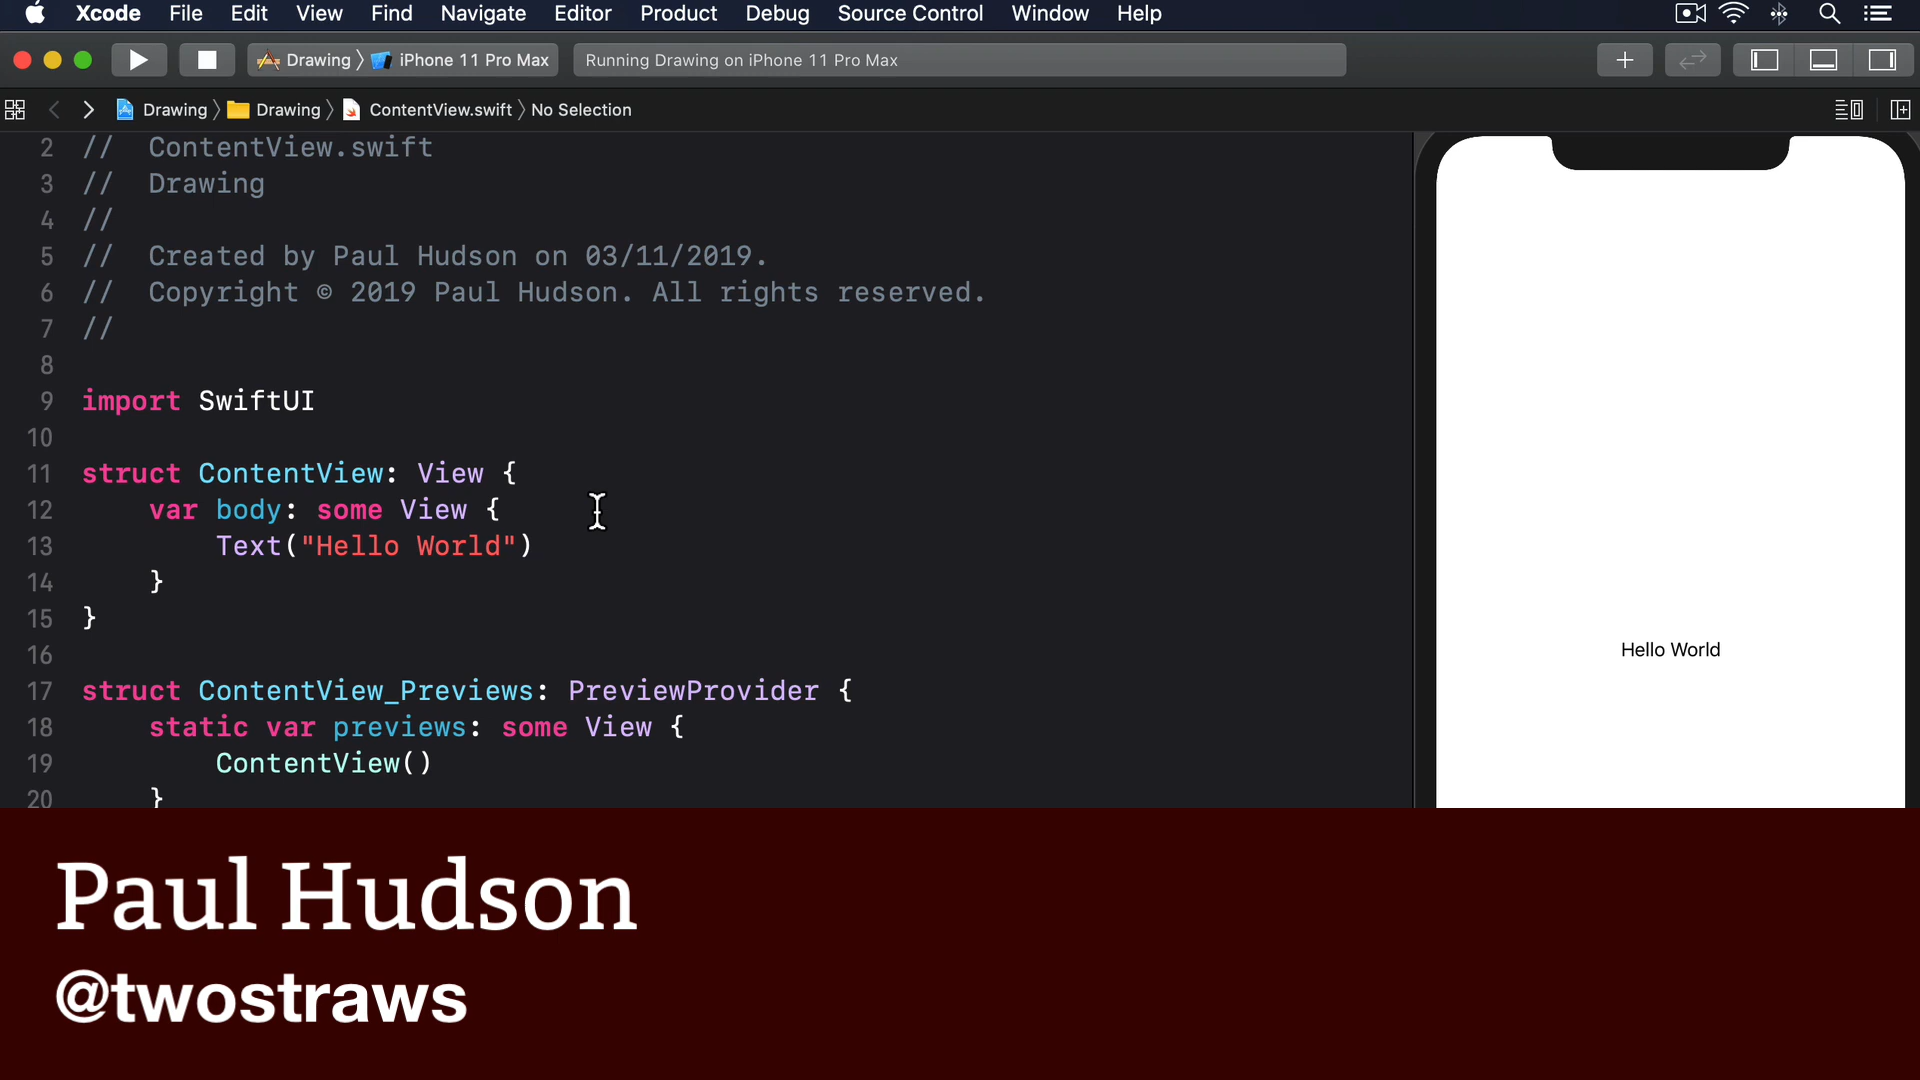 Xcode File Edit View Find Navigate Editor Product Debug Source Control Window Help
Drawing iPhone 11 Pro Max Running Drawing on iPhone 11 Pro Max
Drawing Drawing ContentView.swift No Selection
2 //  ContentView.swift
3 //  Drawing
4 //
5 //  Created by Paul Hudson on 03/11/2019.
6 //  Copyright © 2019 Paul Hudson. All rights reserved.
7 //
8
9 import SwiftUI
10
11 struct ContentView: View {
12     var body: some View {
13         Text("Hello World")
14     }
15 }
16
17 struct ContentView_Previews: PreviewProvider {
18     static var previews: some View {
19         ContentView()
20     }
Hello World
Paul Hudson
@twostraws